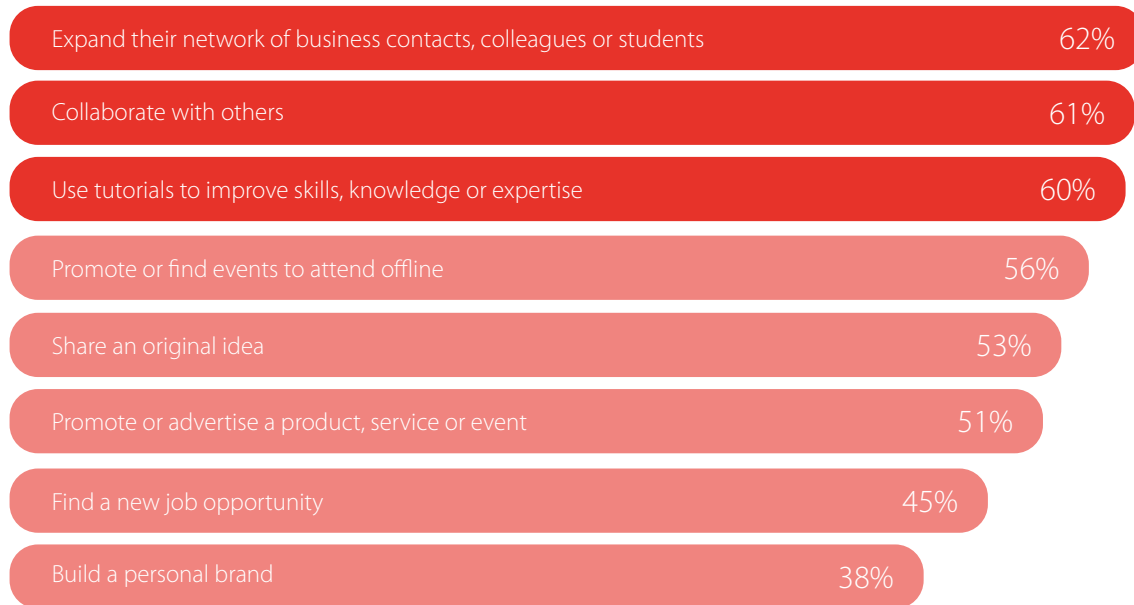 Expand their network of business contacts, colleagues or students 62%
Collaborate with others 61%
Use tutorials to improve skills, knowledge or expertise 60%
Promote or find events to attend offline 56%
Share an original idea 53%
Promote or advertise a product, service or event 51%
Find a new job opportunity 45%
Build a personal brand 38%